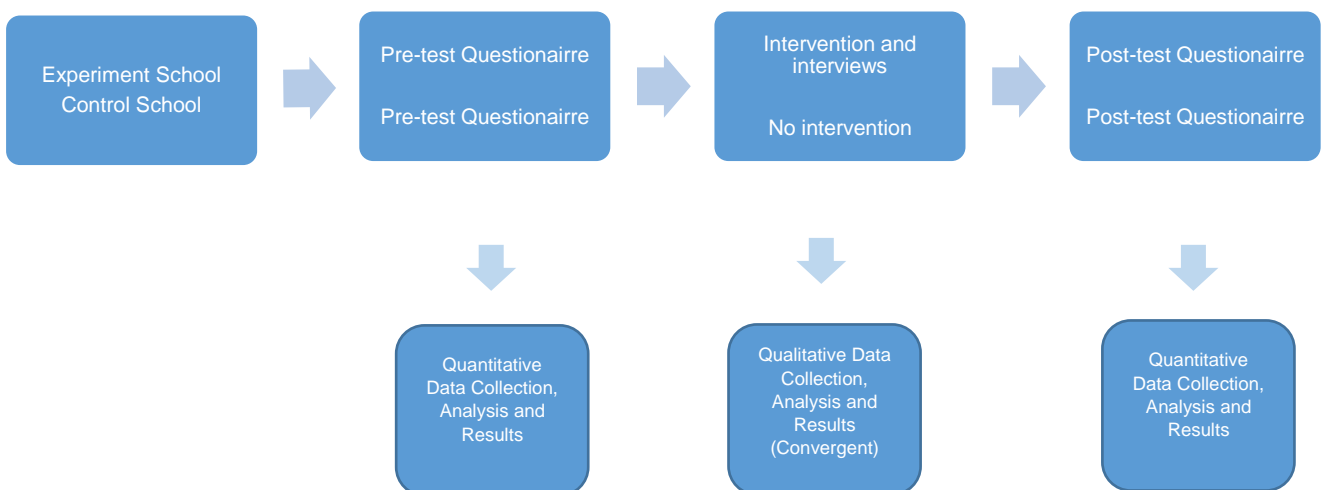 Experiment School
Control School
Pre-test Questionairre
Pre-test Questionairre
Intervention and
interviews
No intervention
Post-test Questionairre
Post-test Questionairre
Quantitative
Data Collection,
Analysis and
Results
Qualitative Data
Collection,
Analysis and
Results
(Convergent)
Quantitative
Data Collection,
Analysis and
Results